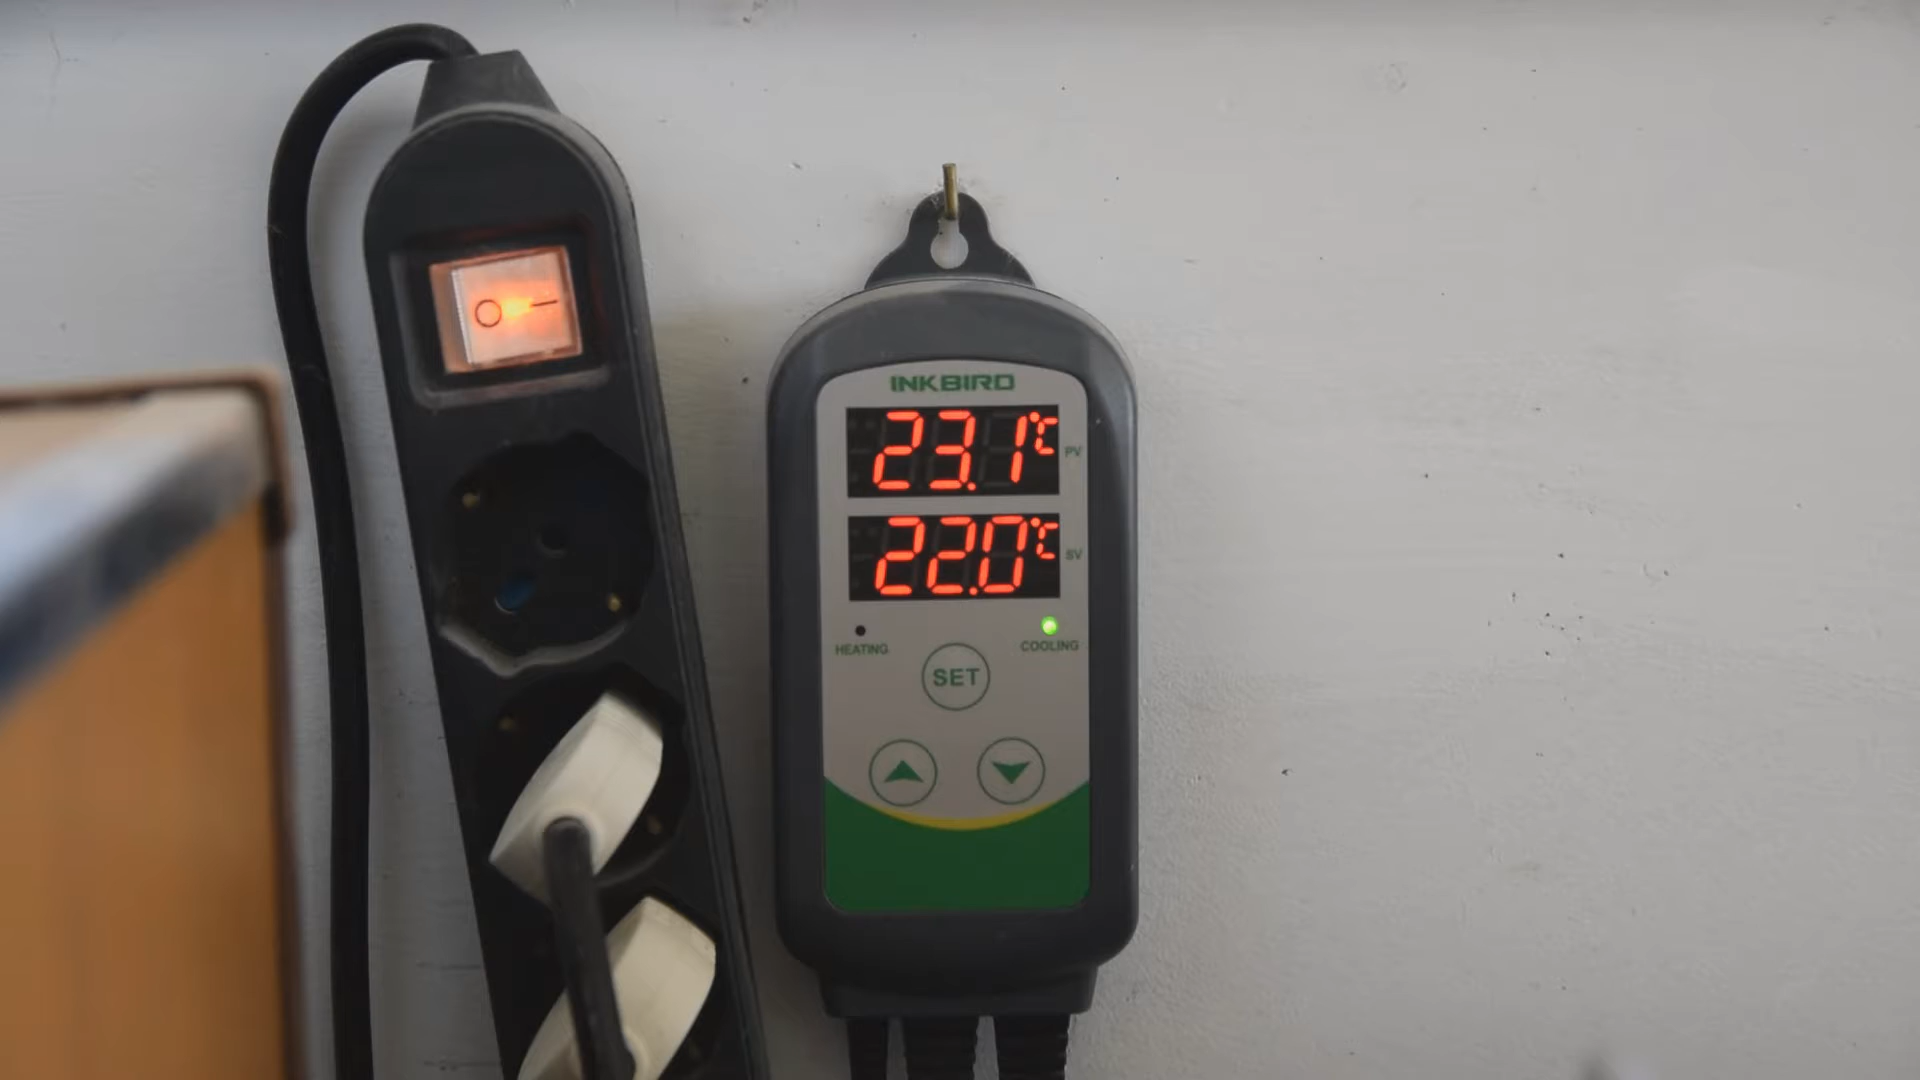 INKBIRD
23.1℃ PV
22.0℃ SV
HEATING COOLING
SET